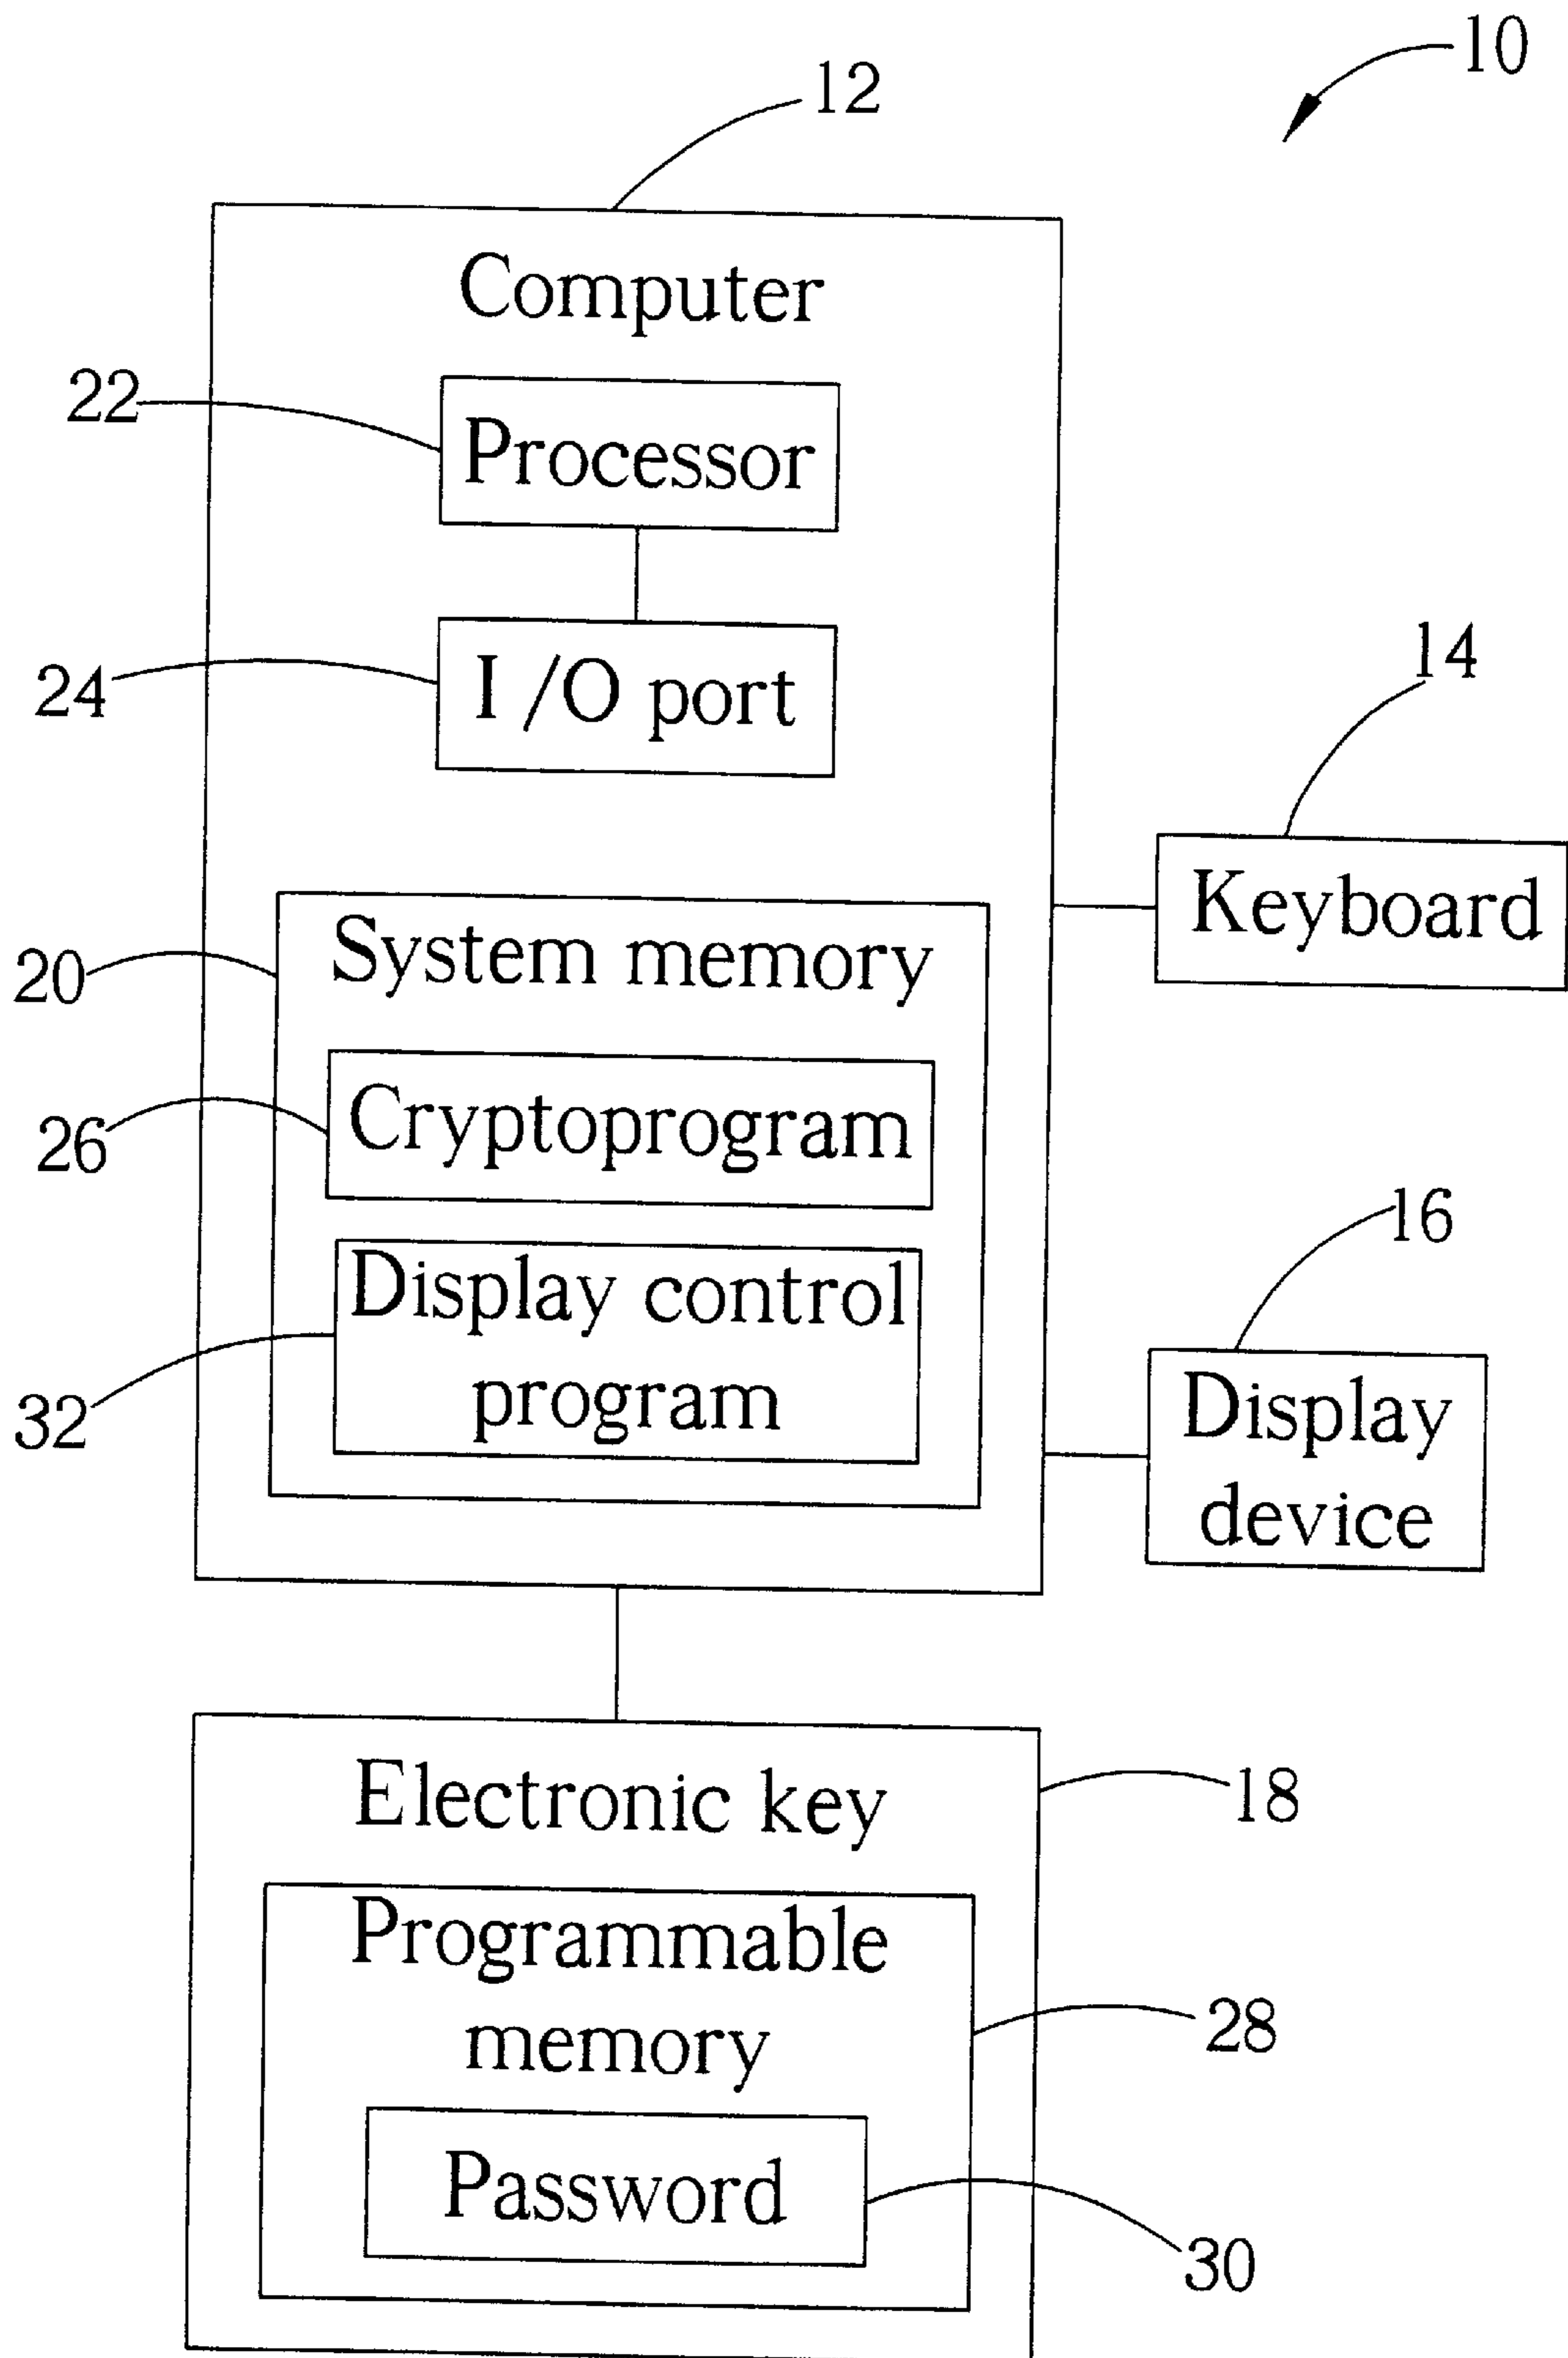 10
12
Computer
22
Processor
24
I /O port
14
Keyboard
20
System memory
26
Cryptoprogram
16
32
Display control
program
Display
device
Electronic key
18
Programmable
memory
28
Password
30